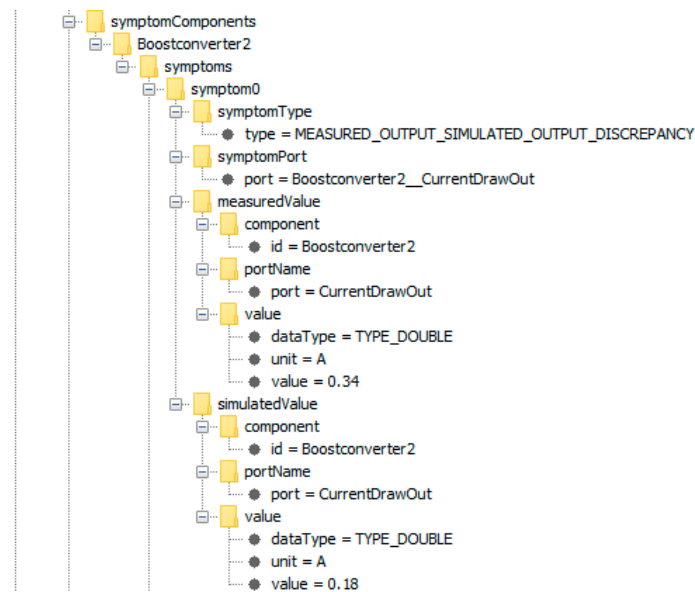 symptomComponents
Boostconverter2
symptoms
symptom0
symptomType
type = MEASURED_OUTPUT_SIMULATED_OUTPUT_DISCREPANCY
symptomPort
port = Boostconverter2__CurrentDrawOut
measuredValue
component
id = Boostconverter2
portName
port = CurrentDrawOut
value
dataType = TYPE_DOUBLE
unit = A
value = 0.34
simulatedValue
component
id = Boostconverter2
portName
port = CurrentDrawOut
value
dataType = TYPE_DOUBLE
unit = A
value = 0.18